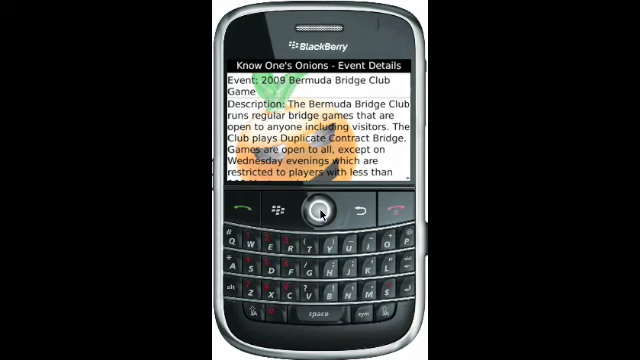 BlackBerry
Know One's Onions - Event Details
Event: 2009 Bermuda Bridge Club
Game
Description: The Bermuda Bridge Club
runs regular bridge games that are
open to anyone including visitors. The
Club plays Duplicate Contract Bridge.
Games are open to all, except on
Wednesday evenings which are
restricted to players with less than
Q W E R T Y U I O P
A S D F G H J K L
alt Z X C V B N M $
space sym